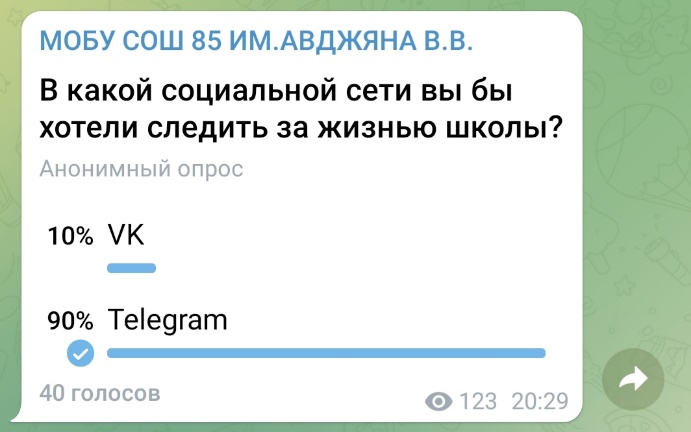 МОБУ СОШ 85 ИМ.АВДЖЯНА В.В.
В какой социальной сети вы бы
хотели следить за жизнью школы?
Анонимный опрос
10% VK
90% Telegram
40 голосов
123 20:29